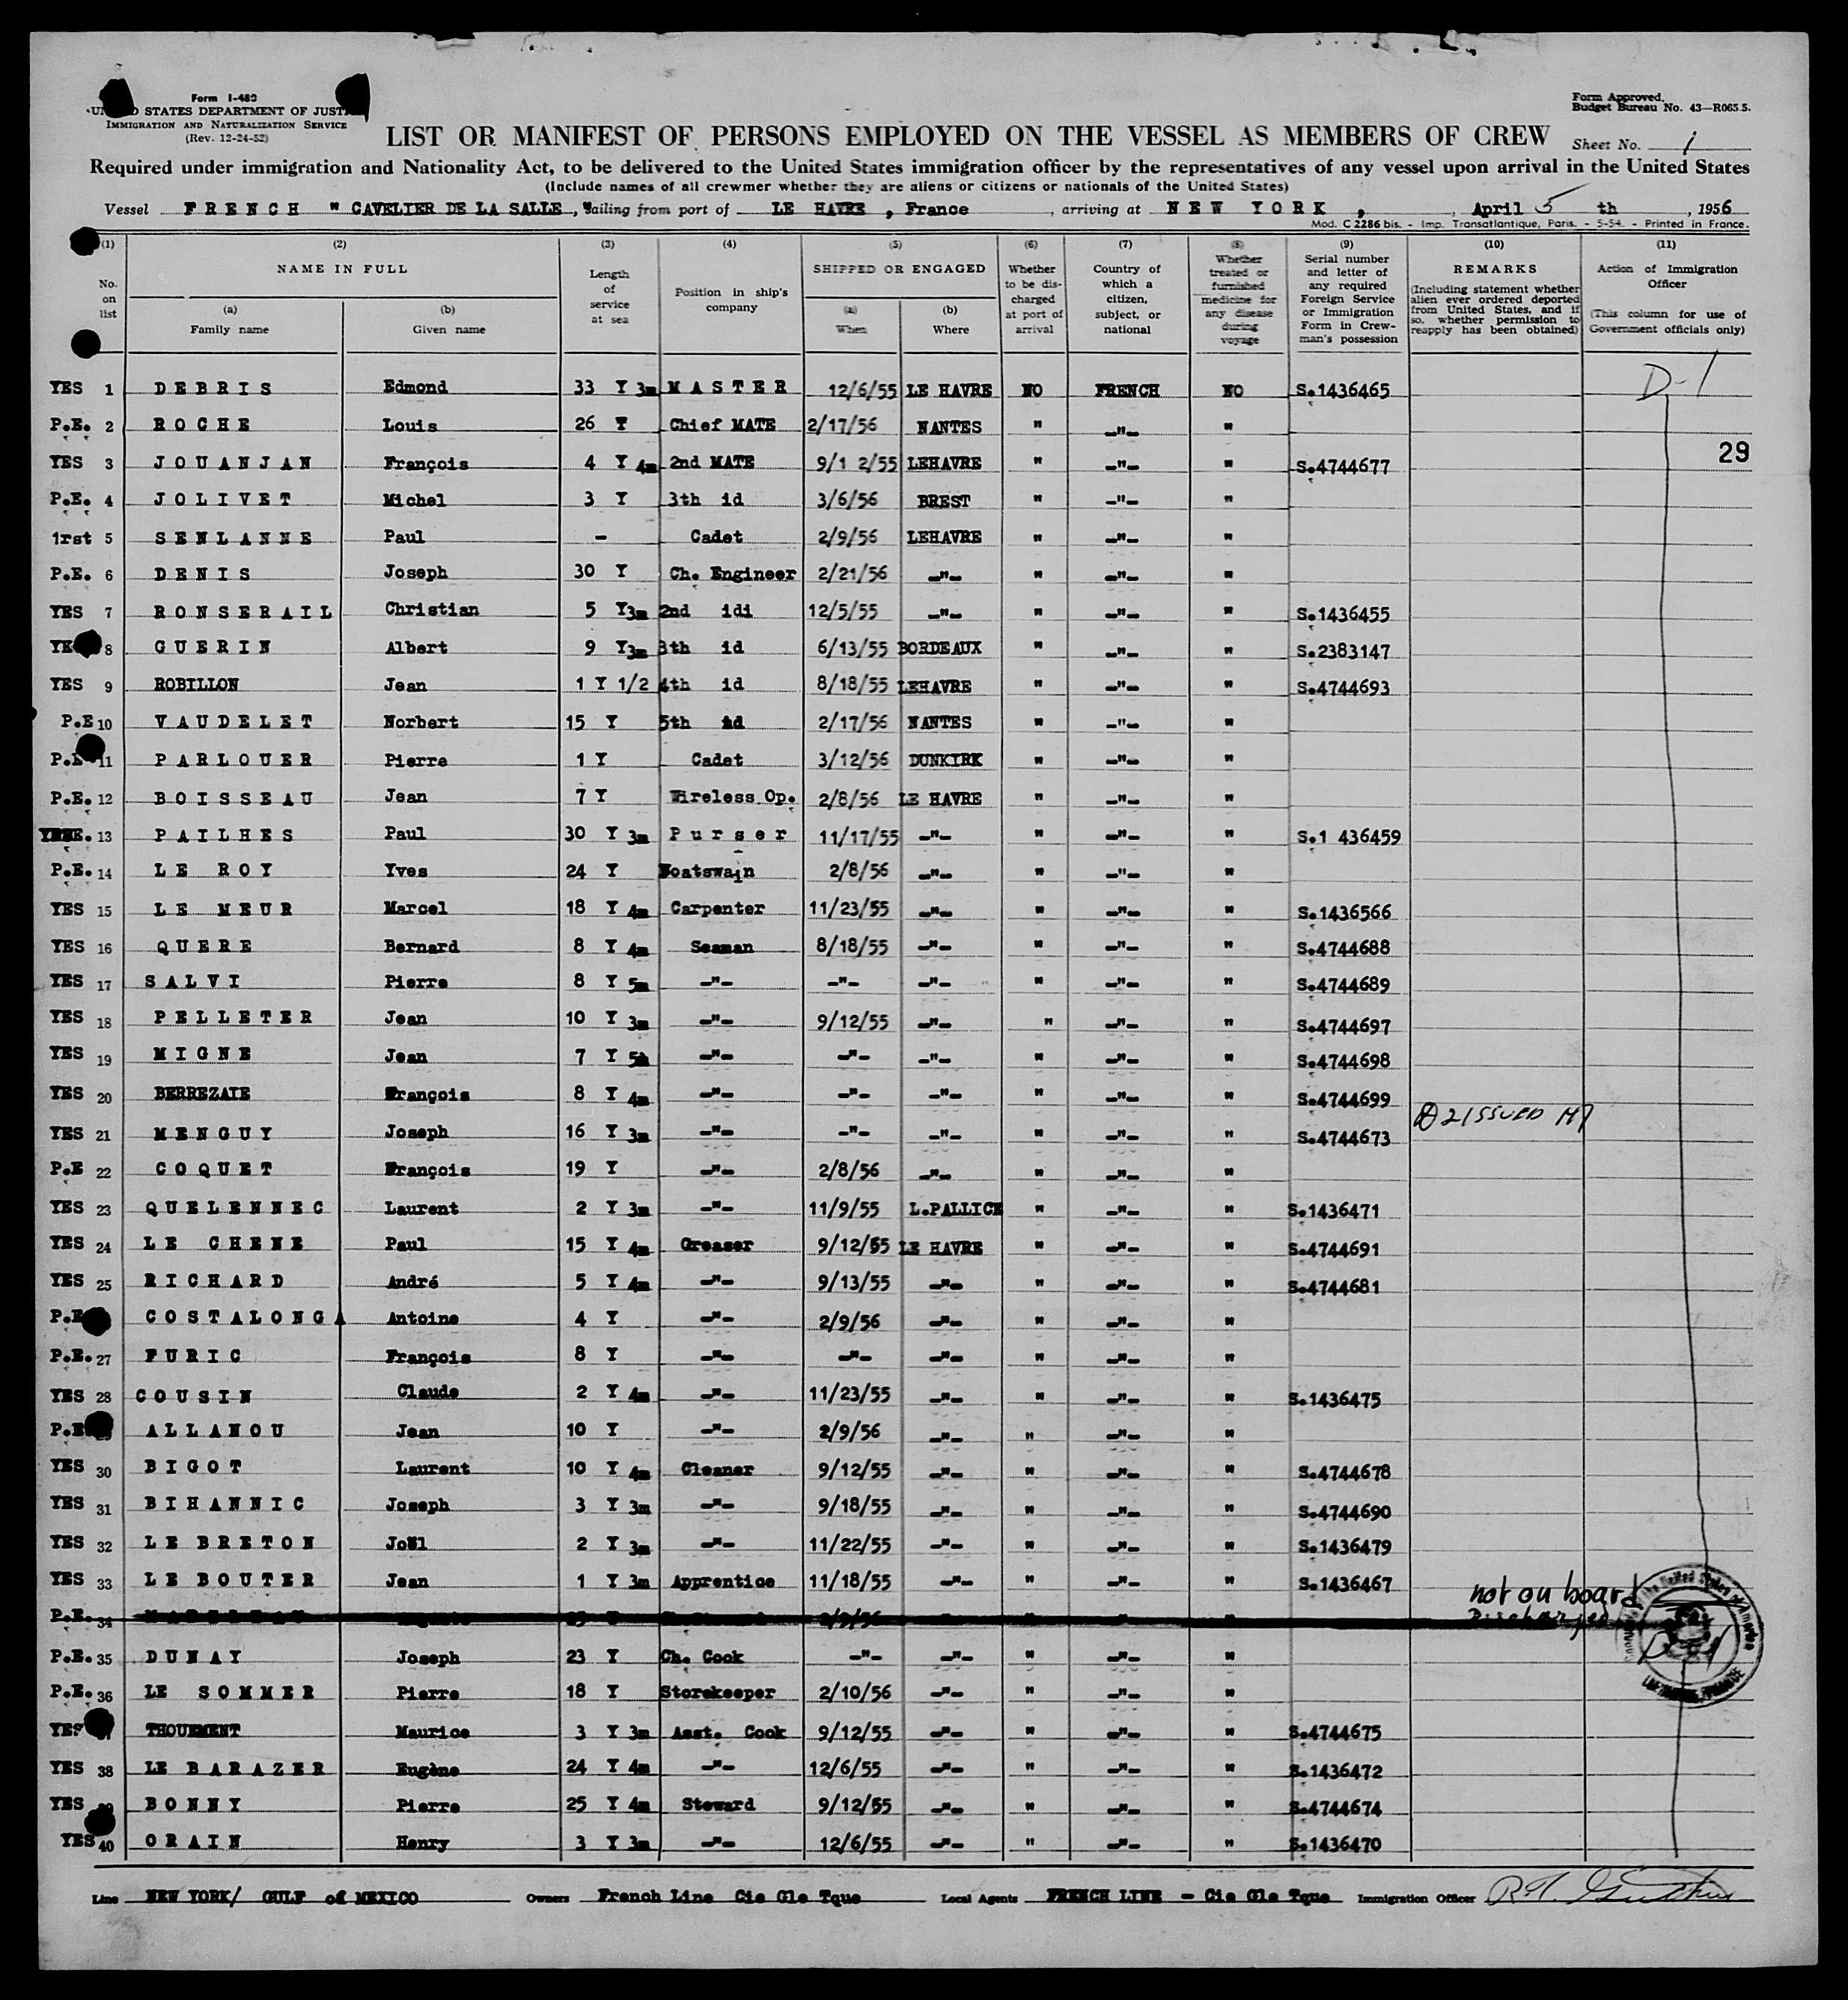 Form I-480
STATES DEPARTMENT OF
IMMIGRATION AND NATURALIZATION SERVICE
(Rev. 12-24-52)
Form Approved.
Budget Bureau No. 43—R065.5.
LIST OR MANIFEST OF PERSONS EMPLOYED ON THE VESSEL AS MEMBERS OF CREW
Sheet No. 1
Required under immigration and Nationality Act, to be delivered to the United States immigration officer by the representatives of any vessel upon arrival in the United States
(Include names of all crewmer whether they are aliens or citizens or nationals of the United States)
Vessel FRENCH " CAVELIER DE LA SALLE ," sailing from port of LE HAVRE , France , arriving at NEW YORK , April 5 th , 1956
Mod. C 2286 bis. - Imp. Transatlantique, Paris. - 5-54. - Printed in France.
(1) No. on list
(2) NAME IN FULL
(a) Family name
(b) Given name
(3) Length of service at sea
(4) Position in ship's company
(5) SHIPPED OR ENGAGED
(a) When
(b) Where
(6) Whether to be discharged at port of arrival
(7) Country of which a citizen, subject, or national
(8) Whether treated or furnished medicine for any disease during voyage
(9) Serial number and letter of any required Foreign Service or Immigration Form in Crewman's possession
(10) REMARKS (Including statement whether alien ever ordered deported from United States, and if so, whether permission to reapply has been obtained)
(11) Action of Immigration Officer (This column for use of Government officials only)
YES 1 DEBRIS Edmond 33 Y 3m MASTER 12/6/55 LE HAVRE NO FRENCH NO S.1436465 D-1
P.E. 2 ROCHE Louis 26 Y Chief MATE 2/17/56 NANTES " -"- "
29
YES 3 JOUANJAN François 4 Y 4m 2nd MATE 9/1 2/55 LEHAVRE " -"- " S.4744677
P.E. 4 JOLIVET Michel 3 Y 3th id 3/6/56 BREST " -"- "
1rst 5 SENLANNE Paul - Cadet 2/9/56 LEHAVRE " -"- "
P.E. 6 DENIS Joseph 30 Y Ch. Engineer 2/21/56 -"- " -"- "
YES 7 RONSERAIL Christian 5 Y3m 2nd idi 12/5/55 -"- " -"- " S.1436455
8 GUERIN Albert 9 Y3m 3th id 6/13/55 BORDEAUX " -"- " S.2383147
YES 9 ROBILLON Jean 1 Y 1/2 4th id 8/18/55 LEHAVRE " -"- " S.4744693
P.E 10 VAUDELET Norbert 15 Y 5th id 2/17/56 NANTES " -"- "
11 PARLOUER Pierre 1 Y Cadet 3/12/56 DUNKIRK " -"- "
P.E. 12 BOISSEAU Jean 7 Y Wireless Op. 2/8/56 LE HAVRE " -"- "
13 PAILHES Paul 30 Y 3m Purser 11/17/55 -"- " -"- " S.1 436459
P.E. 14 LE ROY Yves 24 Y Boatswain 2/8/56 -"- " -"- "
YES 15 LE MEUR Marcel 18 Y 4m Carpenter 11/23/55 -"- " -"- " S.1436566
YES 16 QUERE Bernard 8 Y 4m Seaman 8/18/55 -"- " -"- " S.4744688
YES 17 SALVI Pierre 8 Y 5m -"- -"- -"- " -"- " S.4744689
YES 18 PELLETER Jean 10 Y 3m -"- 9/12/55 -"- " -"- " S.4744697
YES 19 MIGNE Jean 7 Y 5m -"- -"- -"- " -"- " S.4744698
YES 20 BERREZAIE François 8 Y 4m -"- -"- -"- " -"- " S.4744699
YES 21 MENGUY Joseph 16 Y 3m -"- -"- -"- " -"- " S.4744673 ISSUED
P.E 22 COQUET François 19 Y -"- 2/8/56 -"- " -"- "
YES 23 QUELENNEC Laurent 2 Y 3m -"- 11/9/55 L.PALLICE " -"- " S.1436471
YES 24 LE CHENE Paul 15 Y 4m Greaser 9/12/55 LE HAVRE " -"- " S.4744691
YES 25 RICHARD André 5 Y 4m -"- 9/13/55 -"- " -"- " S.4744681
P.E COSTALONGA Antoine 4 Y -"- 2/9/56 -"- " -"- "
P.E. 27 FURIC François 8 Y -"- -"- -"- " -"- "
YES 28 COUSIN Claude 2 Y 4m -"- 11/23/55 -"- " -"- " S.1436475
P.E ALLANOU Jean 10 Y -"- 2/9/56 -"- " -"- "
YES 30 BIGOT Laurent 10 Y 4m Cleaner 9/12/55 -"- " -"- " S.4744678
YES 31 BIHANNIC Joseph 3 Y 3m -"- 9/18/55 -"- " -"- " S.4744690
YES 32 LE BRETON Joël 2 Y 3m -"- 11/22/55 -"- " -"- " S.1436479
YES 33 LE BOUTER Jean 1 Y 3m Apprentice 11/18/55 -"- " -"- " S.1436467
not on board
P.E. 34 Discharged
P.E. 35 DUNAY Joseph 23 Y Ch. Cook -"- -"- " -"- "
P.E. 36 LE SOMMER Pierre 18 Y Storekeeper 2/10/56 -"- " -"- "
THOUEMENT Maurice 3 Y 3m Asst. Cook 9/12/55 -"- " -"- " S.4744675
YES 38 LE BARAZER Eugène 24 Y 4m -"- 12/6/55 -"- " -"- " S.1436472
YES BONNY Pierre 25 Y 4m Steward 9/12/55 -"- " -"- " S.4744674
YES 40 ORAIN Henry 3 Y 3m -"- 12/6/55 -"- " -"- " S.1436470
Line NEW YORK/ GULF of MEXICO Owners French Line Cie Gle Tque Local Agents FRENCH LINE - Cie Gle Tque Immigration Officer